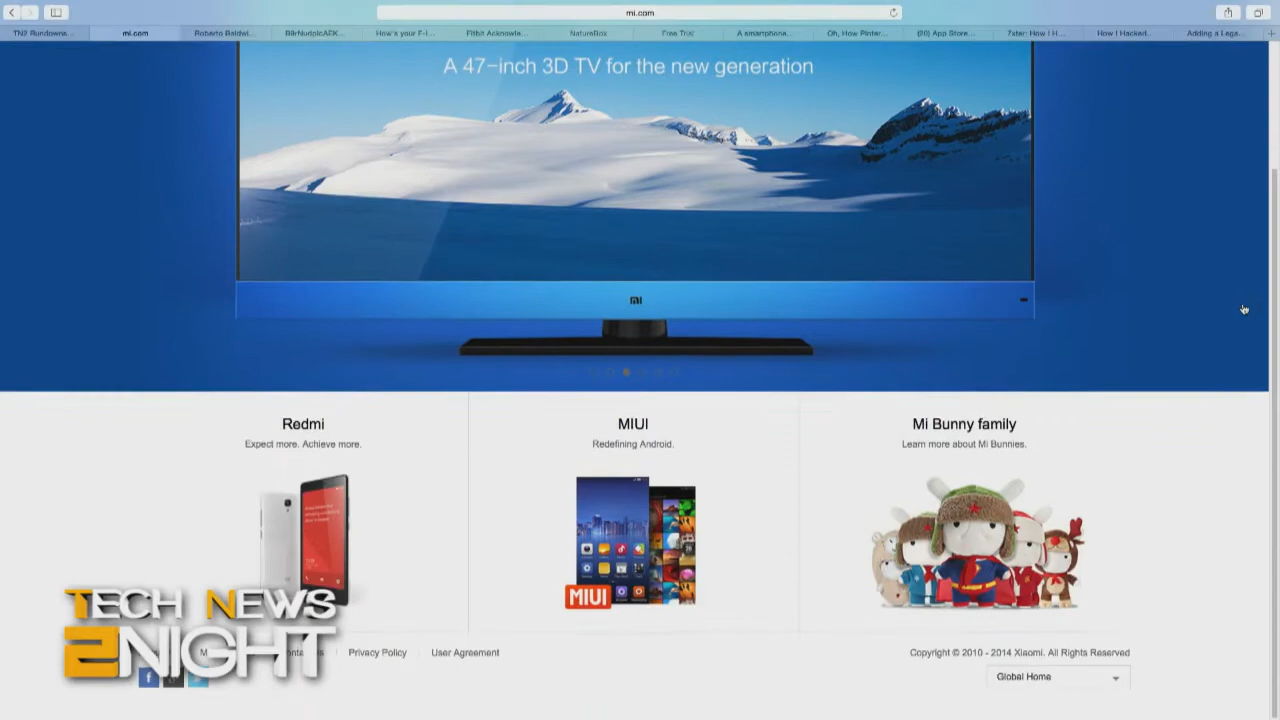 mi.com
TN2 Rundowns...
mi.com
Roberto Baldwi...
How's your F-I...
Fitbit Acknowle...
NatureBox
Free Trial
A smartphone...
Oh, How Pinter...
(20) App Store...
7xter: How I H...
How I Hacked...
Adding a Lega...
A 47-inch 3D TV for the new generation
mi
Redmi
MIUI
Mi Bunny family
Expect more. Achieve more.
Redefining Android.
Learn more about Mi Bunnies.
MIUI
TECH NEWS
2NIGHT
Privacy Policy
User Agreement
Copyright © 2010 - 2014 Xiaomi. All Rights Reserved
f
Global Home